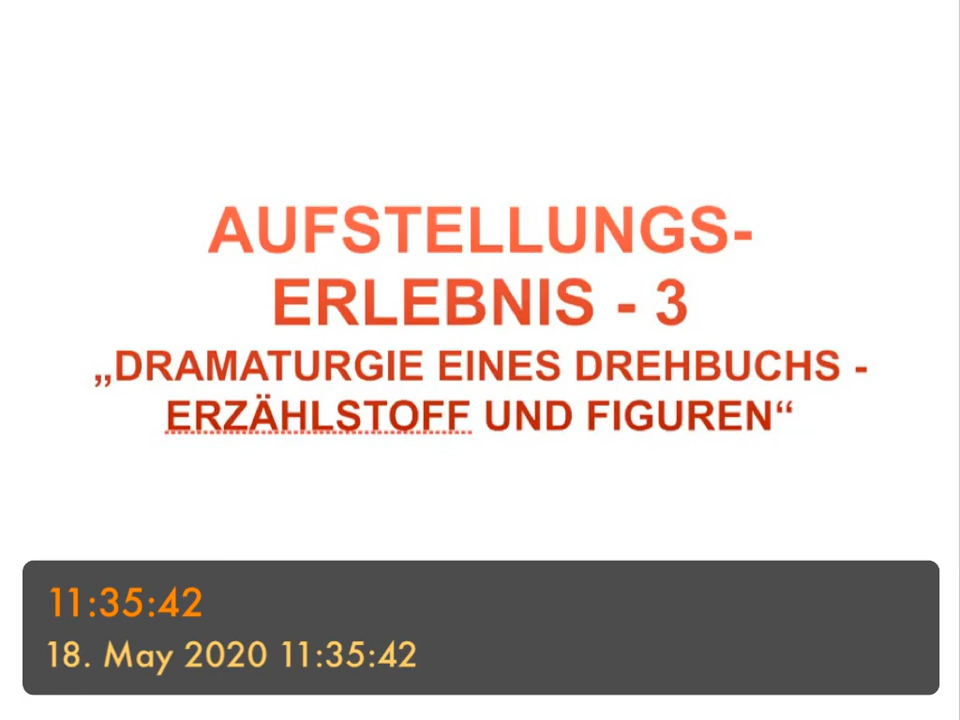 AUFSTELLUNGS-
ERLEBNIS - 3
„DRAMATURGIE EINES DREHBUCHS -
ERZÄHLSTOFF UND FIGUREN“
11:35:42
18. May 2020 11:35:42